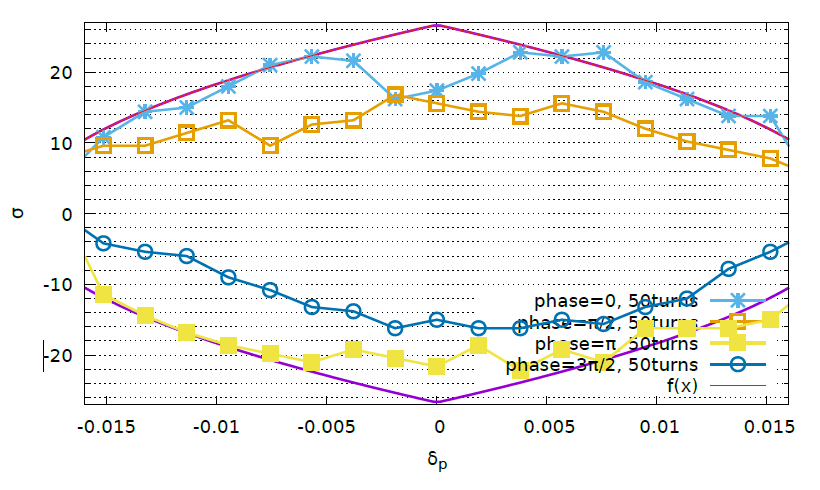 20
10
0
-10
-20
σ
phase=0, 50turns
phase=π/2, 50turns
phase=π, 50turns
phase=3π/2, 50turns
f(x)
-0.015 -0.01 -0.005 0 0.005 0.01 0.015
δp